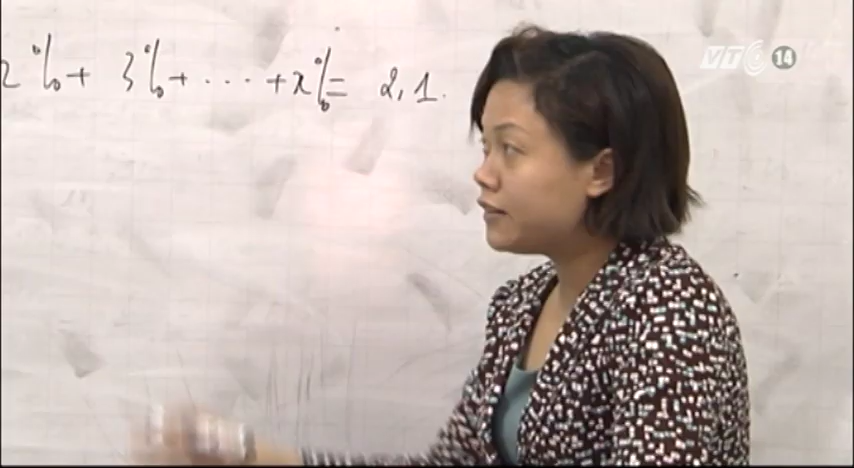 2% + 3% + ... + x% = 2,1.
VTC 14